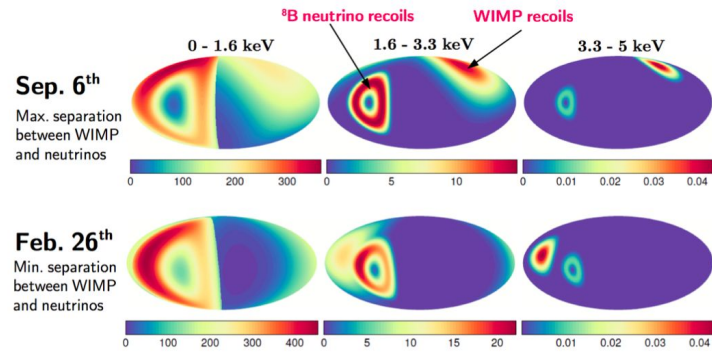 ⁸B neutrino recoils
WIMP recoils
0 - 1.6 keV
1.6 - 3.3 keV
3.3 - 5 keV
Sep. 6th
Max. separation
between WIMP
and neutrinos
0 100 200 300
0 5 10
0 0.01 0.02 0.03 0.04
Feb. 26th
Min. separation
between WIMP
and neutrinos
0 100 200 300 400
0 5 10 15 20
0.01 0.02 0.03 0.04